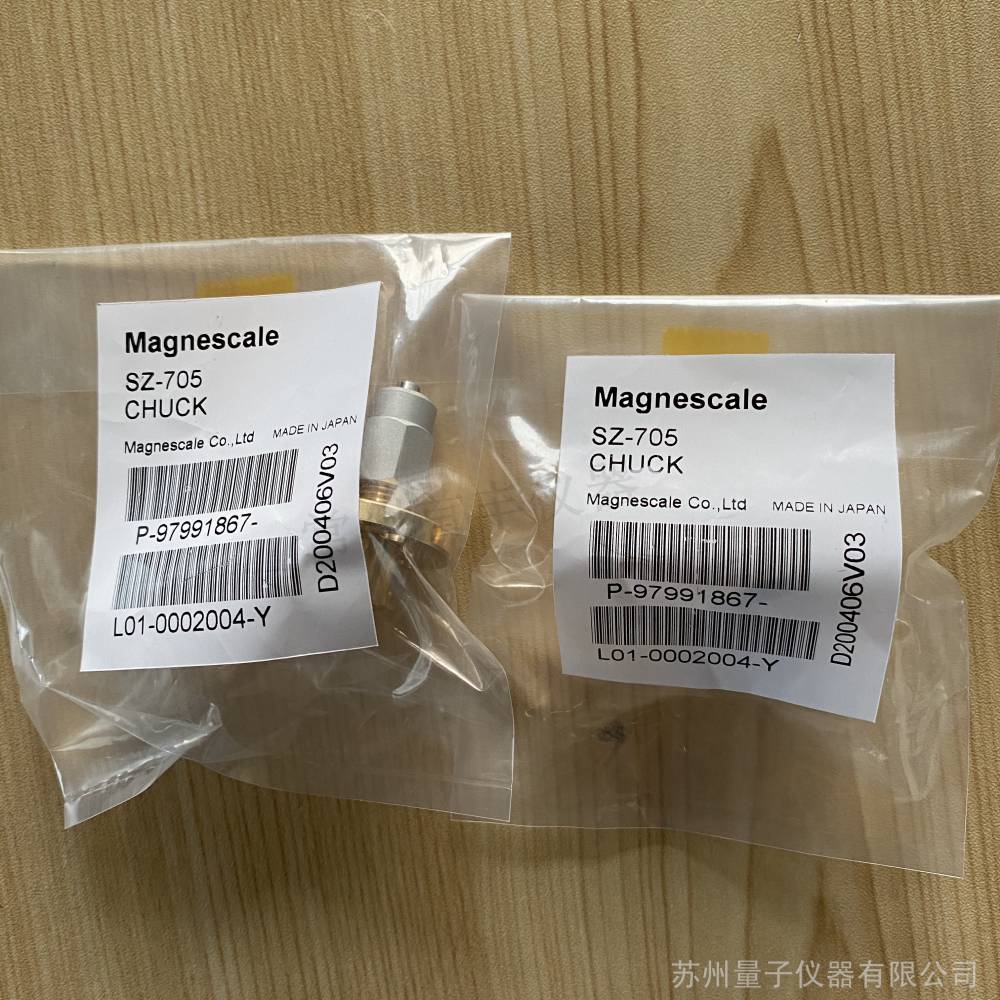 Magnescale
SZ-705
CHUCK
Magnescale Co.,Ltd MADE IN JAPAN
P-97991867-
L01-0002004-Y
D200406V03
Magnescale
SZ-705
CHUCK
Magnescale Co.,Ltd MADE IN JAPAN
P-97991867-
L01-0002004-Y
D200406V03
苏州量子仪器有限公司